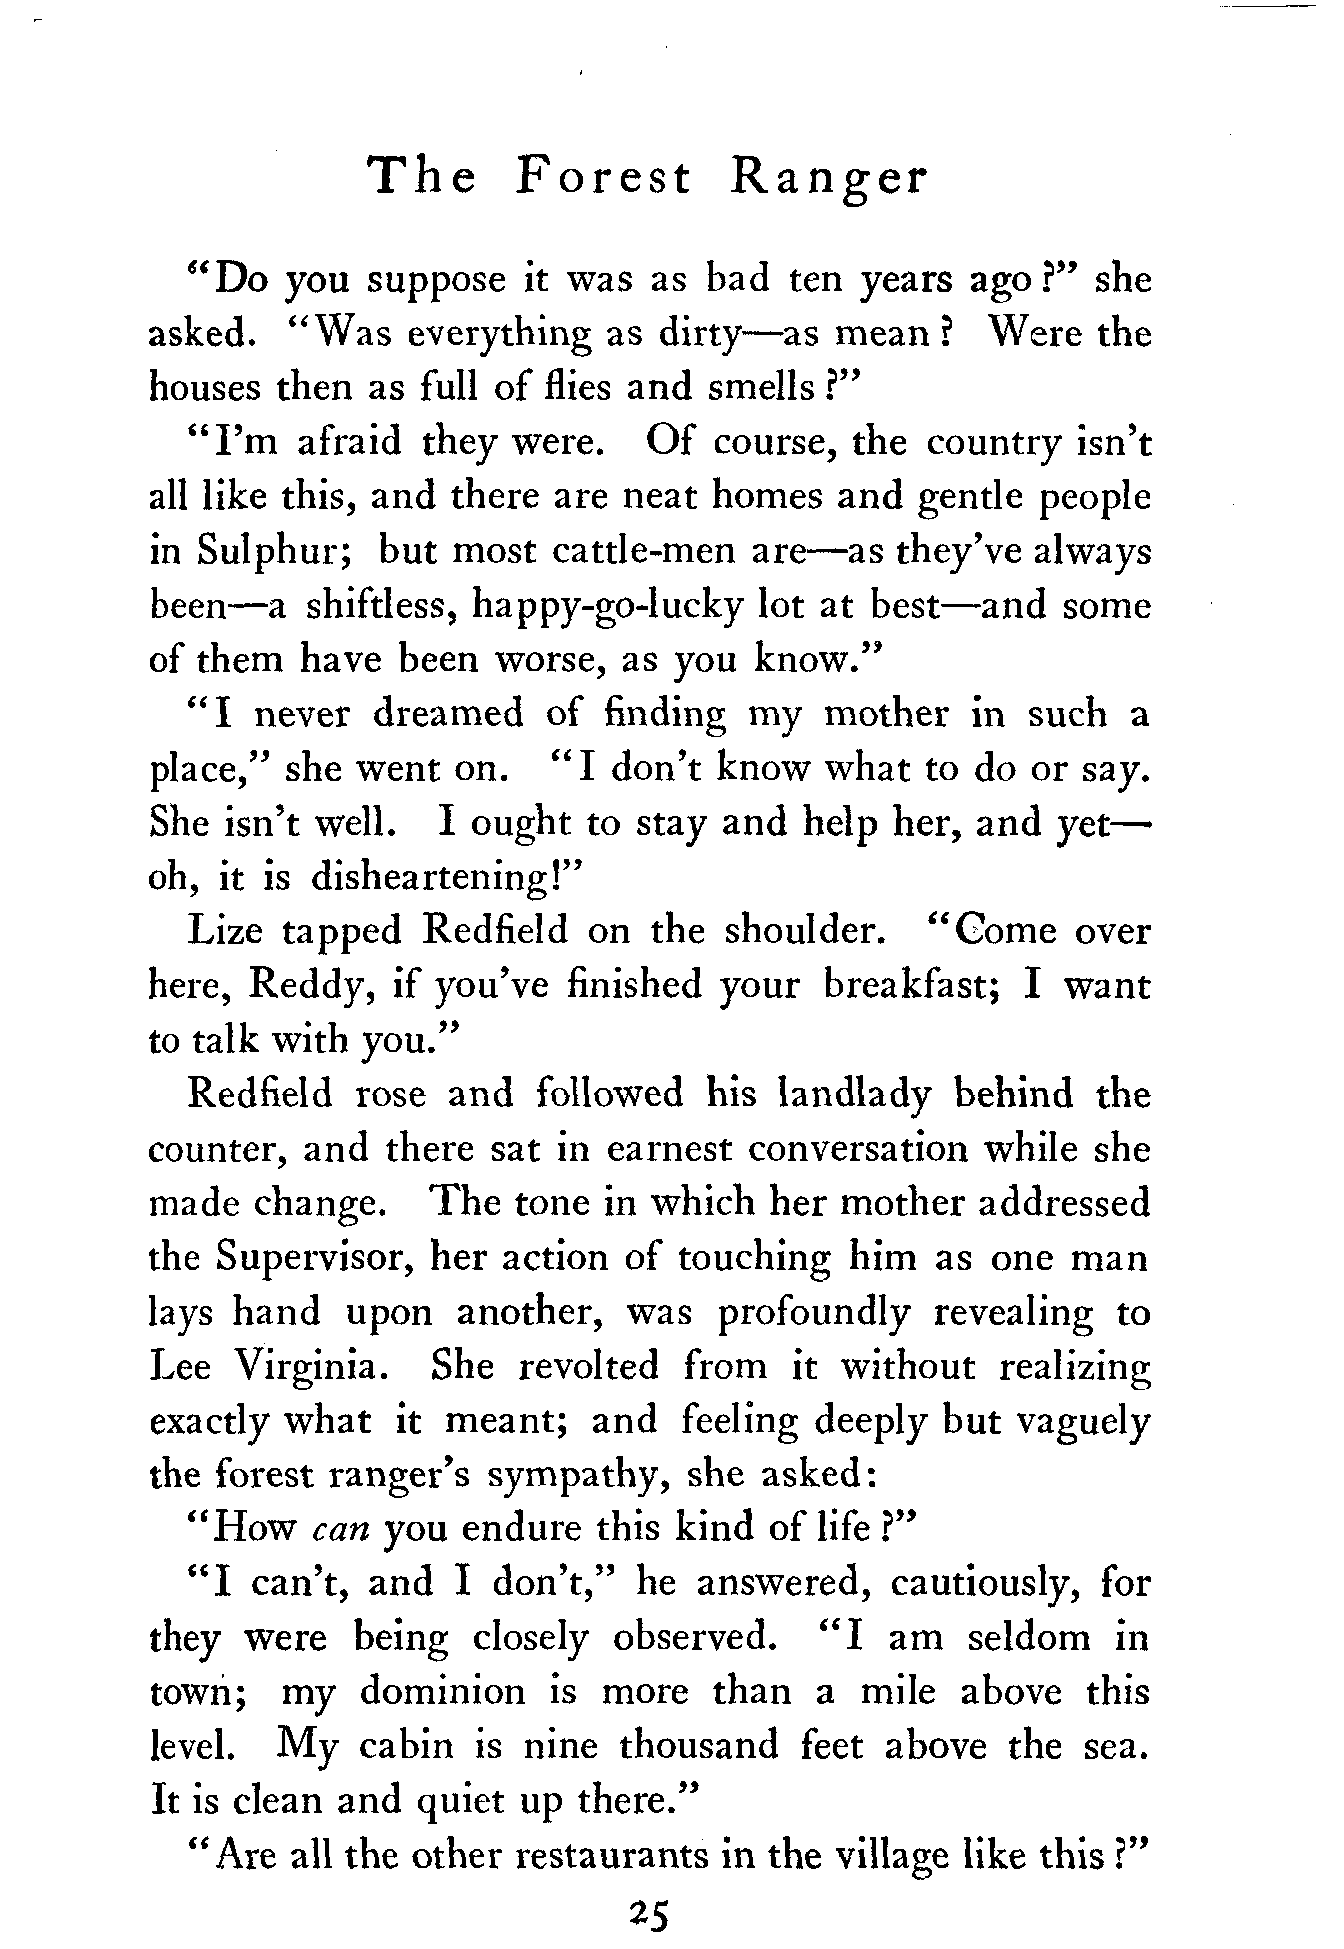 The Forest Ranger
"Do you suppose it was as bad ten years ago?" she
asked. "Was everything as dirty—as mean? Were the
houses then as full of flies and smells?"
"I'm afraid they were. Of course, the country isn't
all like this, and there are neat homes and gentle people
in Sulphur; but most cattle-men are—as they've always
been—a shiftless, happy-go-lucky lot at best—and some
of them have been worse, as you know."
"I never dreamed of finding my mother in such a
place," she went on. "I don't know what to do or say.
She isn't well. I ought to stay and help her, and yet—
oh, it is disheartening!"
Lize tapped Redfield on the shoulder. "Come over
here, Reddy, if you've finished your breakfast; I want
to talk with you."
Redfield rose and followed his landlady behind the
counter, and there sat in earnest conversation while she
made change. The tone in which her mother addressed
the Supervisor, her action of touching him as one man
lays hand upon another, was profoundly revealing to
Lee Virginia. She revolted from it without realizing
exactly what it meant; and feeling deeply but vaguely
the forest ranger's sympathy, she asked:
"How can you endure this kind of life?"
"I can't, and I don't," he answered, cautiously, for
they were being closely observed. "I am seldom in
town; my dominion is more than a mile above this
level. My cabin is nine thousand feet above the sea.
It is clean and quiet up there."
"Are all the other restaurants in the village like this?"
25